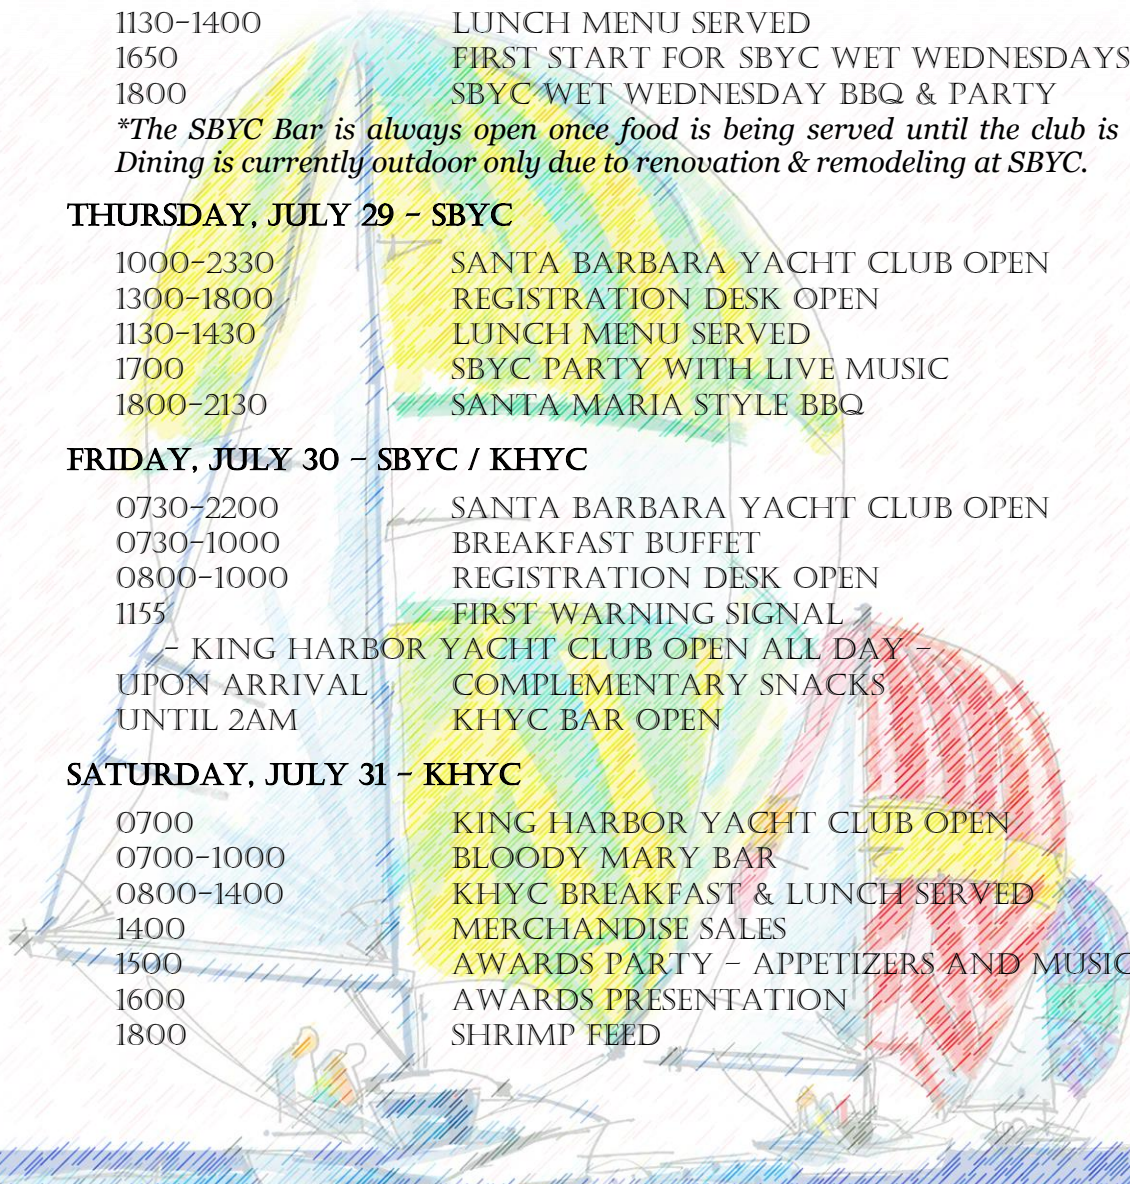 1130-1400 LUNCH MENU SERVED
1650 FIRST START FOR SBYC WET WEDNESDAYS
1800 SBYC WET WEDNESDAY BBQ & PARTY
*The SBYC Bar is always open once food is being served until the club is
Dining is currently outdoor only due to renovation & remodeling at SBYC.
THURSDAY, JULY 29 - SBYC
1000-2330 SANTA BARBARA YACHT CLUB OPEN
1300-1800 REGISTRATION DESK OPEN
1130-1430 LUNCH MENU SERVED
1700 SBYC PARTY WITH LIVE MUSIC
1800-2130 SANTA MARIA STYLE BBQ
FRIDAY, JULY 30 - SBYC / KHYC
0730-2200 SANTA BARBARA YACHT CLUB OPEN
0730-1000 BREAKFAST BUFFET
0800-1000 REGISTRATION DESK OPEN
1155 FIRST WARNING SIGNAL
- KING HARBOR YACHT CLUB OPEN ALL DAY -
UPON ARRIVAL COMPLEMENTARY SNACKS
UNTIL 2AM KHYC BAR OPEN
SATURDAY, JULY 31 - KHYC
0700 KING HARBOR YACHT CLUB OPEN
0700-1000 BLOODY MARY BAR
0800-1400 KHYC BREAKFAST & LUNCH SERVED
1400 MERCHANDISE SALES
1500 AWARDS PARTY - APPETIZERS AND MUSIC
1600 AWARDS PRESENTATION
1800 SHRIMP FEED